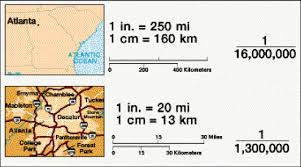 Atlanta
ATLANTIC
OCEAN
1 in. = 250 mi
1 cm = 160 km
0 200 400 Kilometers
1
16,000,000
Smyrna Chamblee
Mableton Tucker
Decatur
Atlanta
Panthersville
College
Park Forest
Park
1 in. = 20 mi
1 cm = 13 km
0 15 30 Miles
0 15 30 Kilometers
1
1,300,000